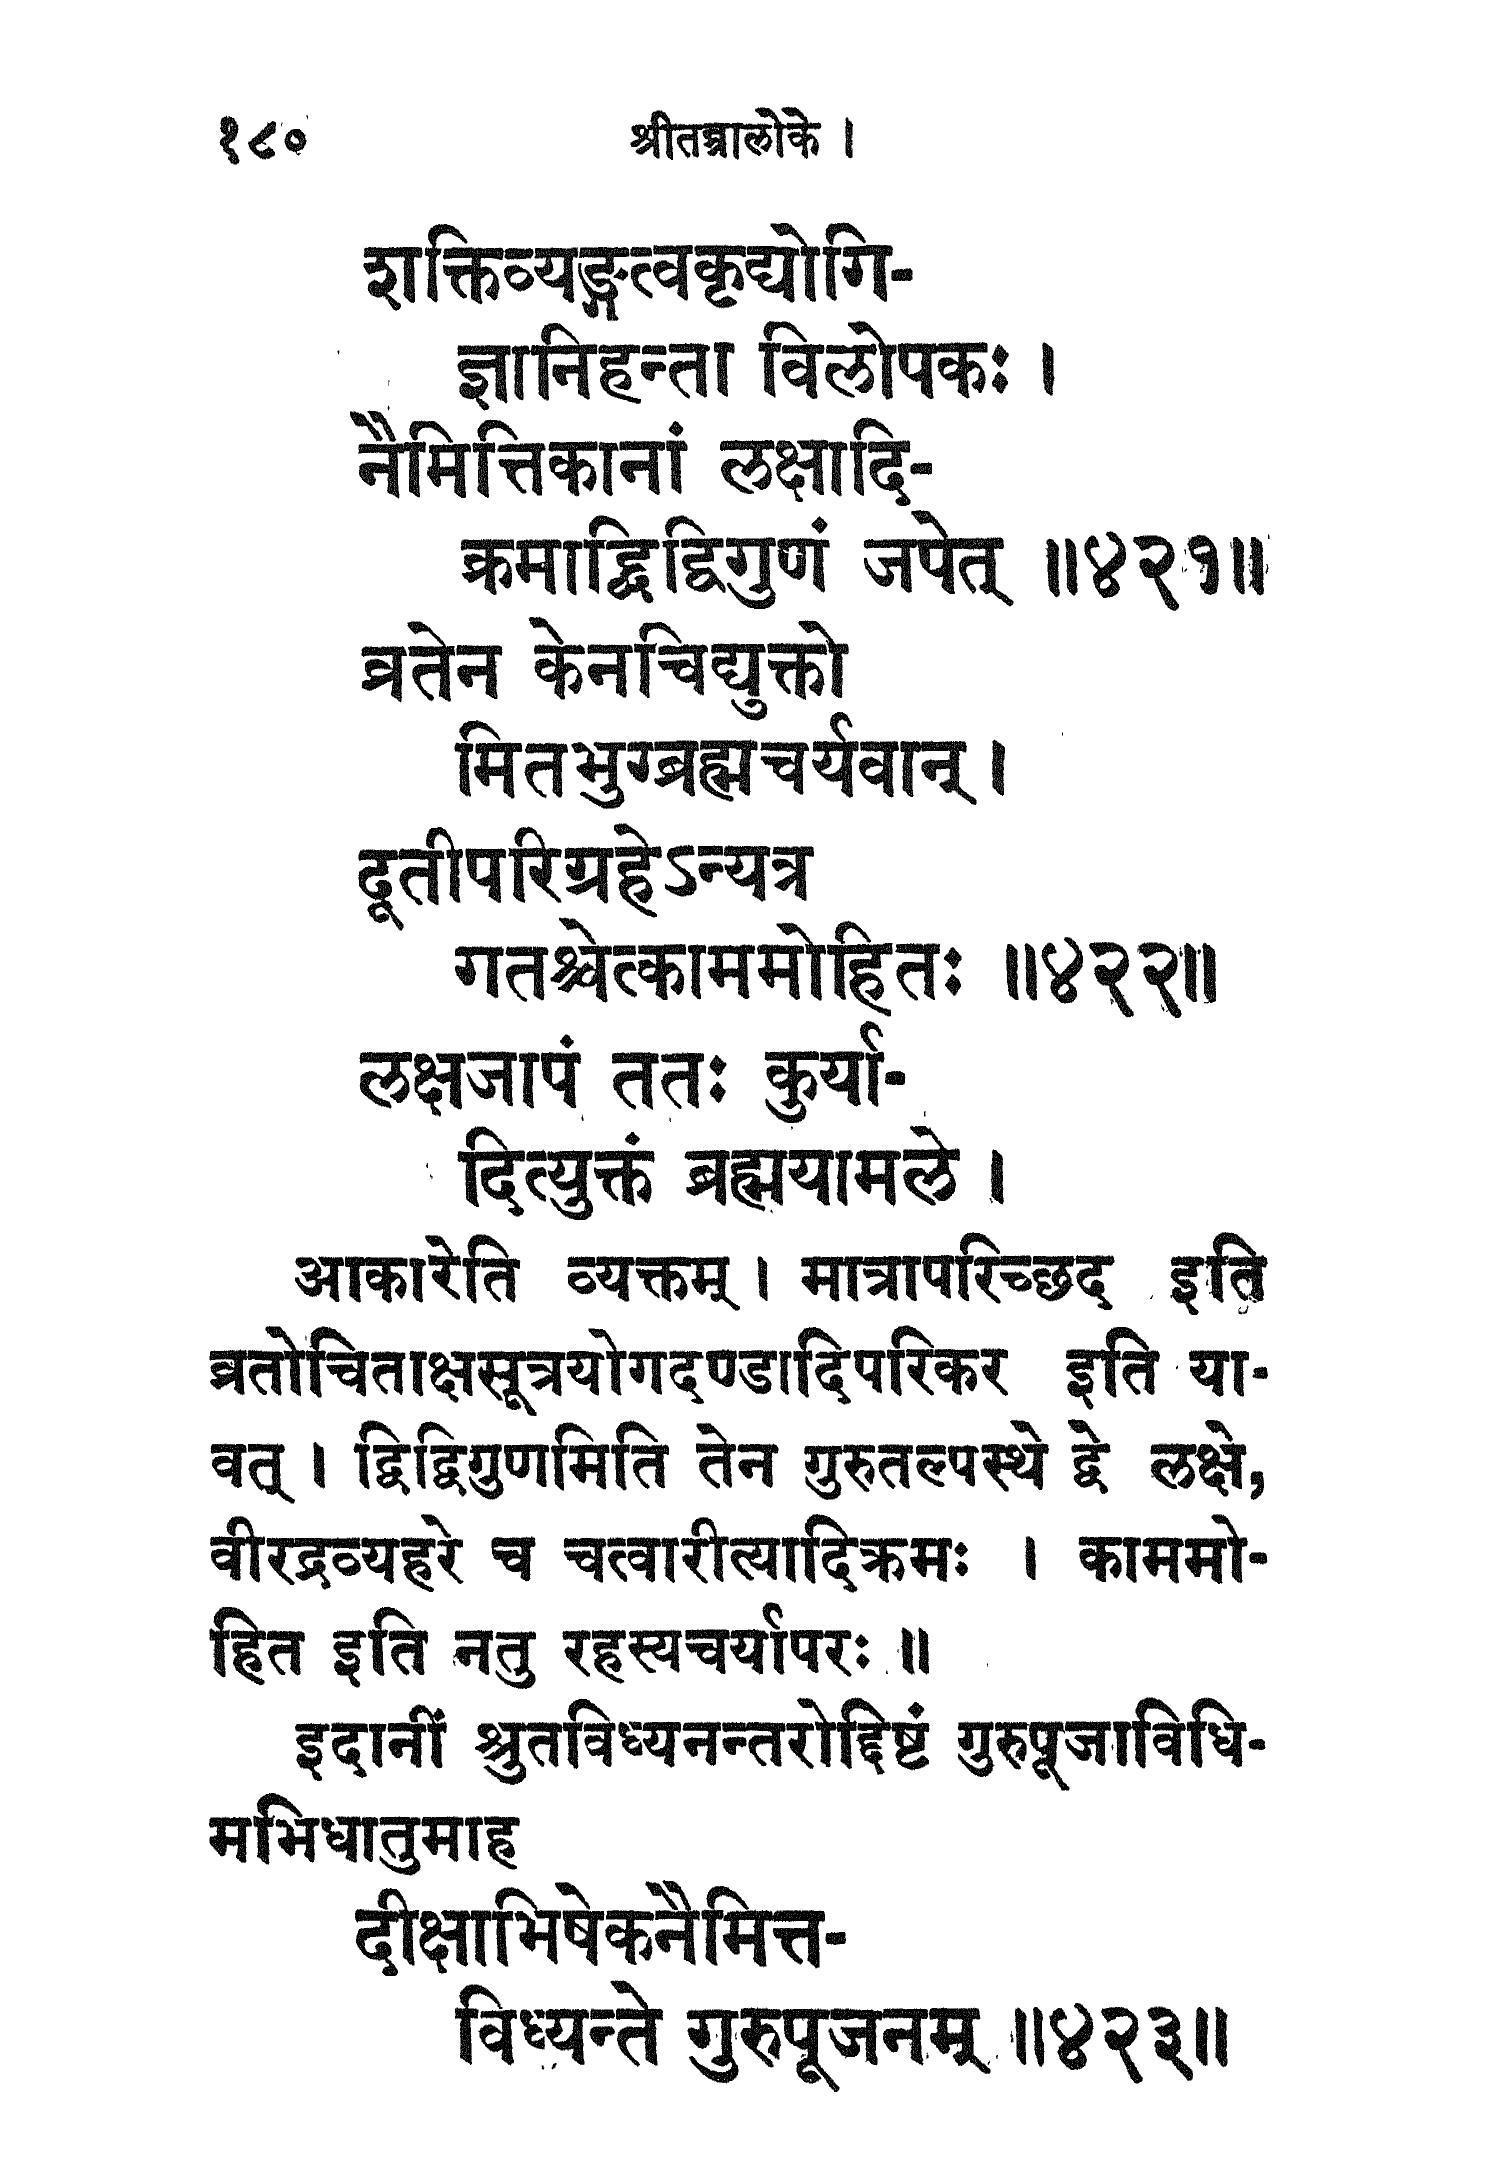 १८० श्रीतन्त्रालोके ।
शक्तिव्यङ्गत्वकृद्योगि-
ज्ञानिहन्ता विलोपकः ।
नैमित्तिकानां लक्षादि-
क्रमाद्द्विद्विगुणं जपेत् ॥४२१॥
व्रतेन केनचिद्युक्तो
मितभुग्ब्रह्मचर्यवान् ।
दूतीपरिग्रहेऽन्यत्र
गतश्चेत्काममोहितः ॥४२२॥
लक्षजापं ततः कुर्या-
दित्युक्तं ब्रह्मयामले ।
आकारेति व्यक्तम् । मात्रापरिच्छद इति
व्रतोचिताक्षसूत्रयोगदण्डादिपरिकर इति या-
वत् । द्विद्विगुणमिति तेन गुरुतल्पस्थे द्वे लक्षे,
वीरद्रव्यहरे च चत्वारीत्यादिक्रमः । काममो-
हित इति नतु रहस्यचर्यापरः ॥
इदानीं श्रुतविध्यनन्तरोद्दिष्टं गुरुपूजाविधि-
मभिधातुमाह
दीक्षाभिषेकनैमित्त-
विध्यन्ते गुरुपूजनम् ॥४२३॥